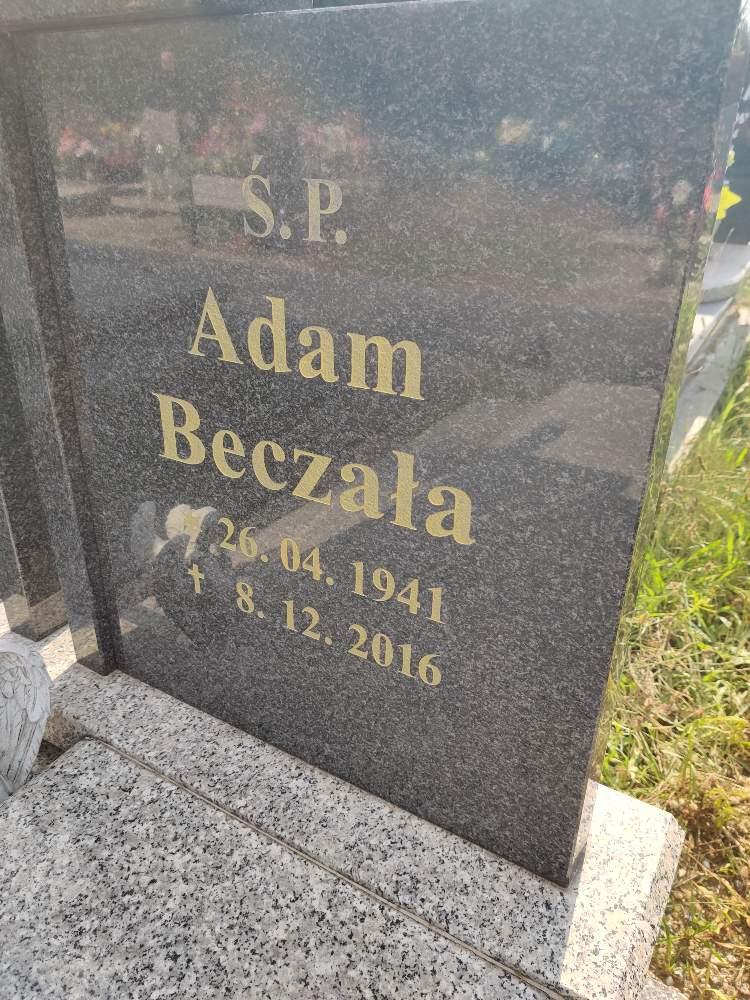 Ś.P.
Adam
Beczała
* 26. 04. 1941
✝ 8. 12. 2016